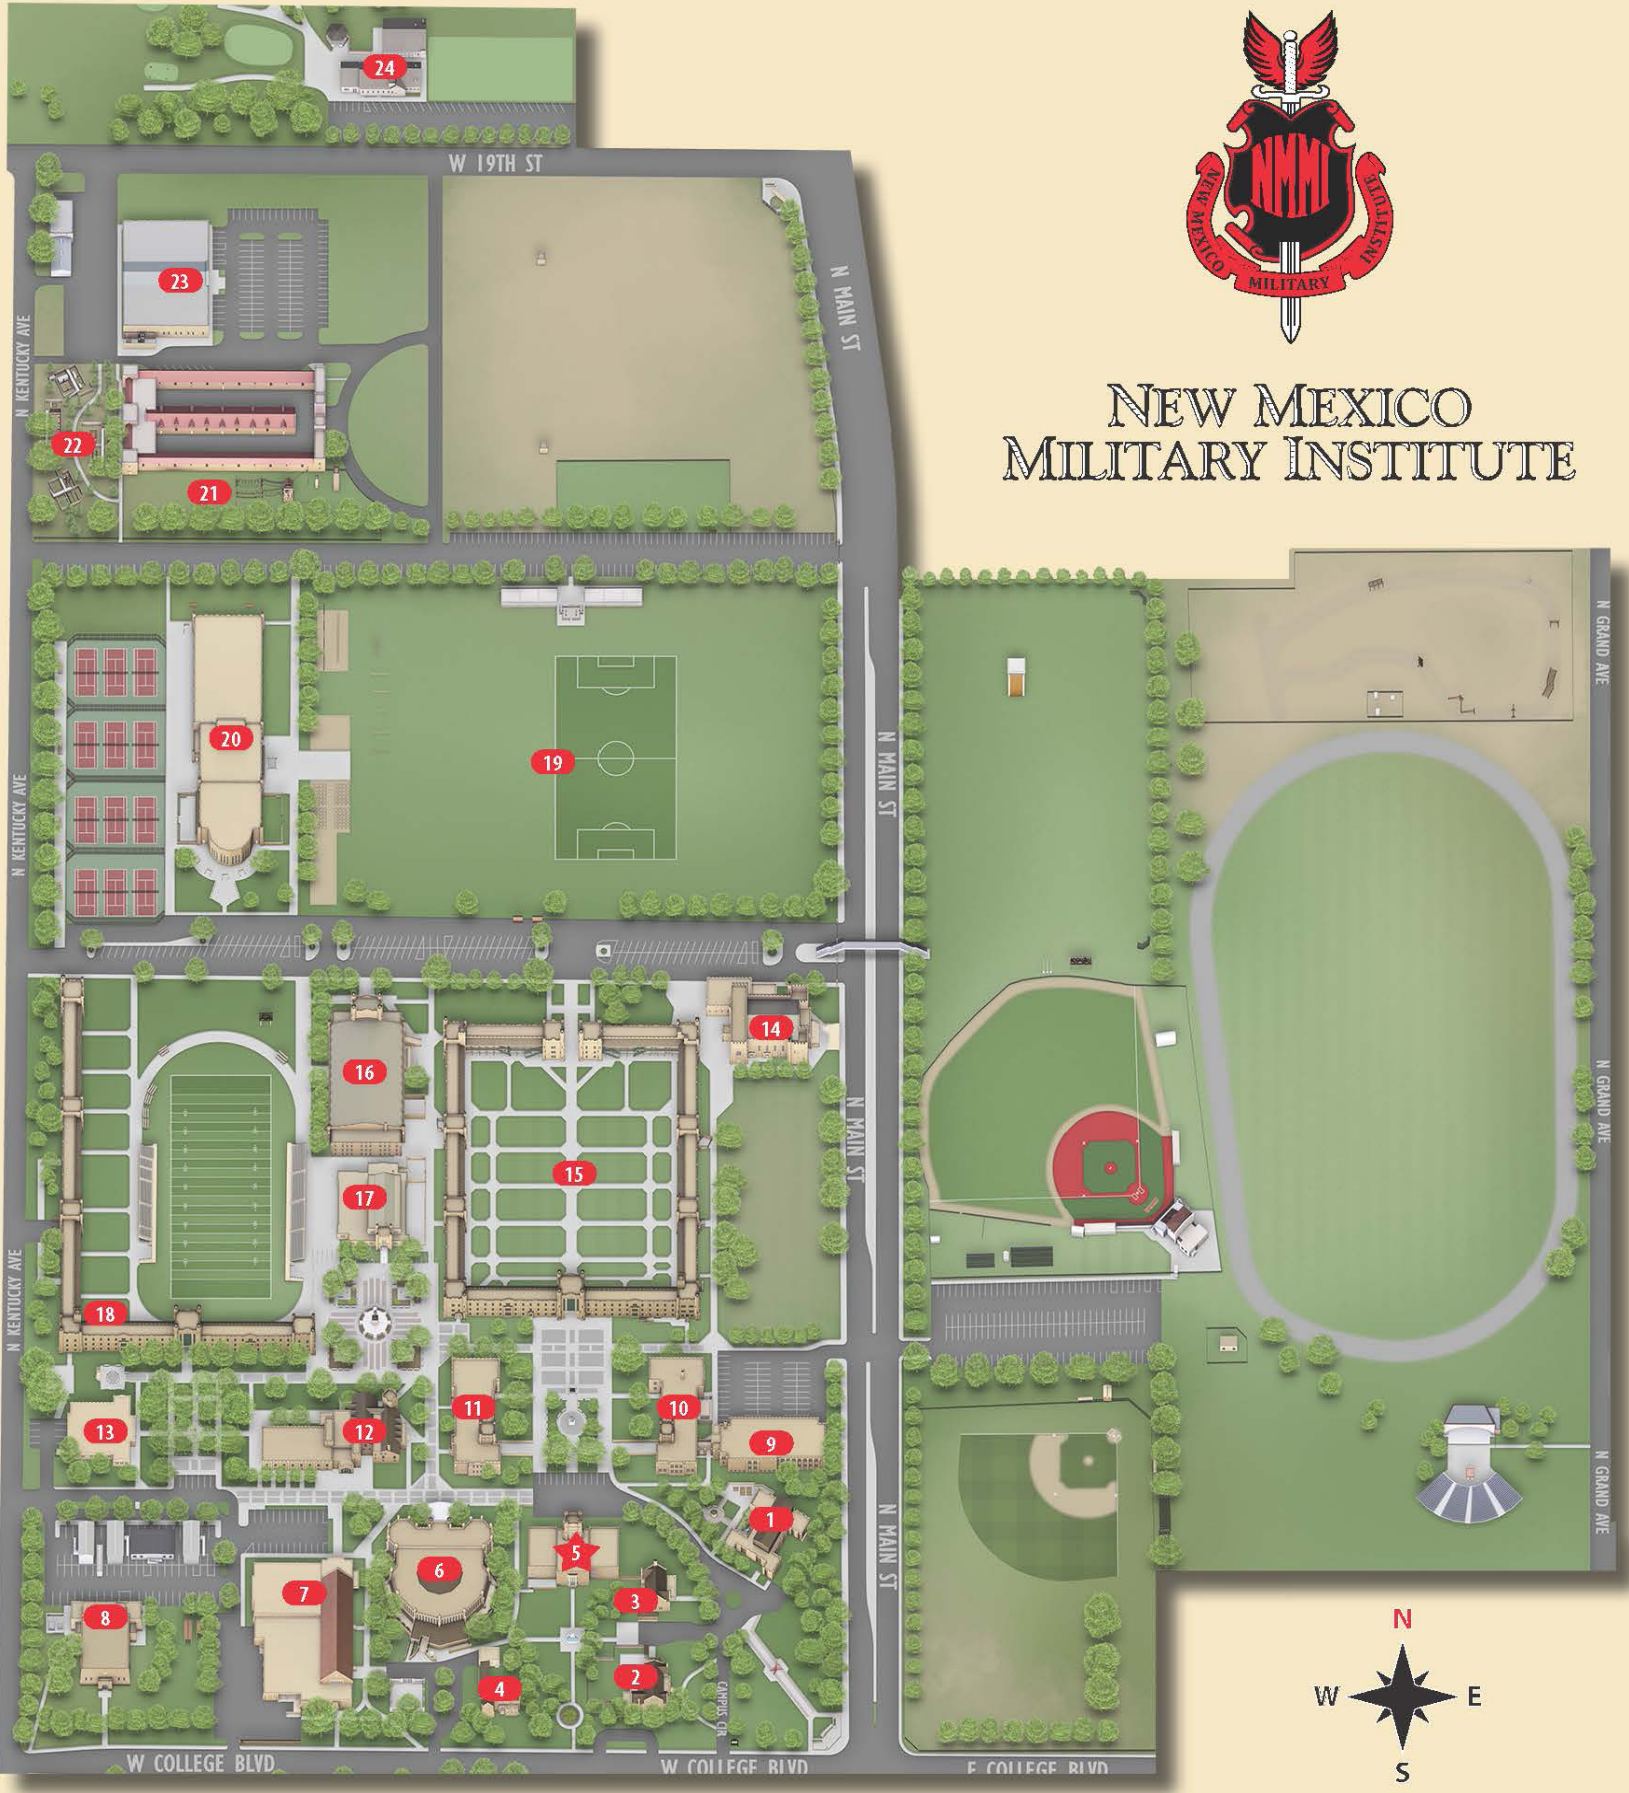 NMMI
NEW MEXICO
MILITARY
INSTITUTE
NEW MEXICO
MILITARY INSTITUTE
24
W 19TH ST
23
N MAIN ST
N KENTUCKY AVE
22
21
20
19
N MAIN ST
N GRAND AVE
N KENTUCKY AVE
14
16
15
17
N MAIN ST
N GRAND AVE
18
N KENTUCKY AVE
13
12
11
10
9
N GRAND AVE
1
5
6
7
3
8
2
4
N MAIN ST
CAMPUS CIR
W COLLEGE BLVD
W COLLEGE BLVD
E COLLEGE BLVD
N
W
E
S